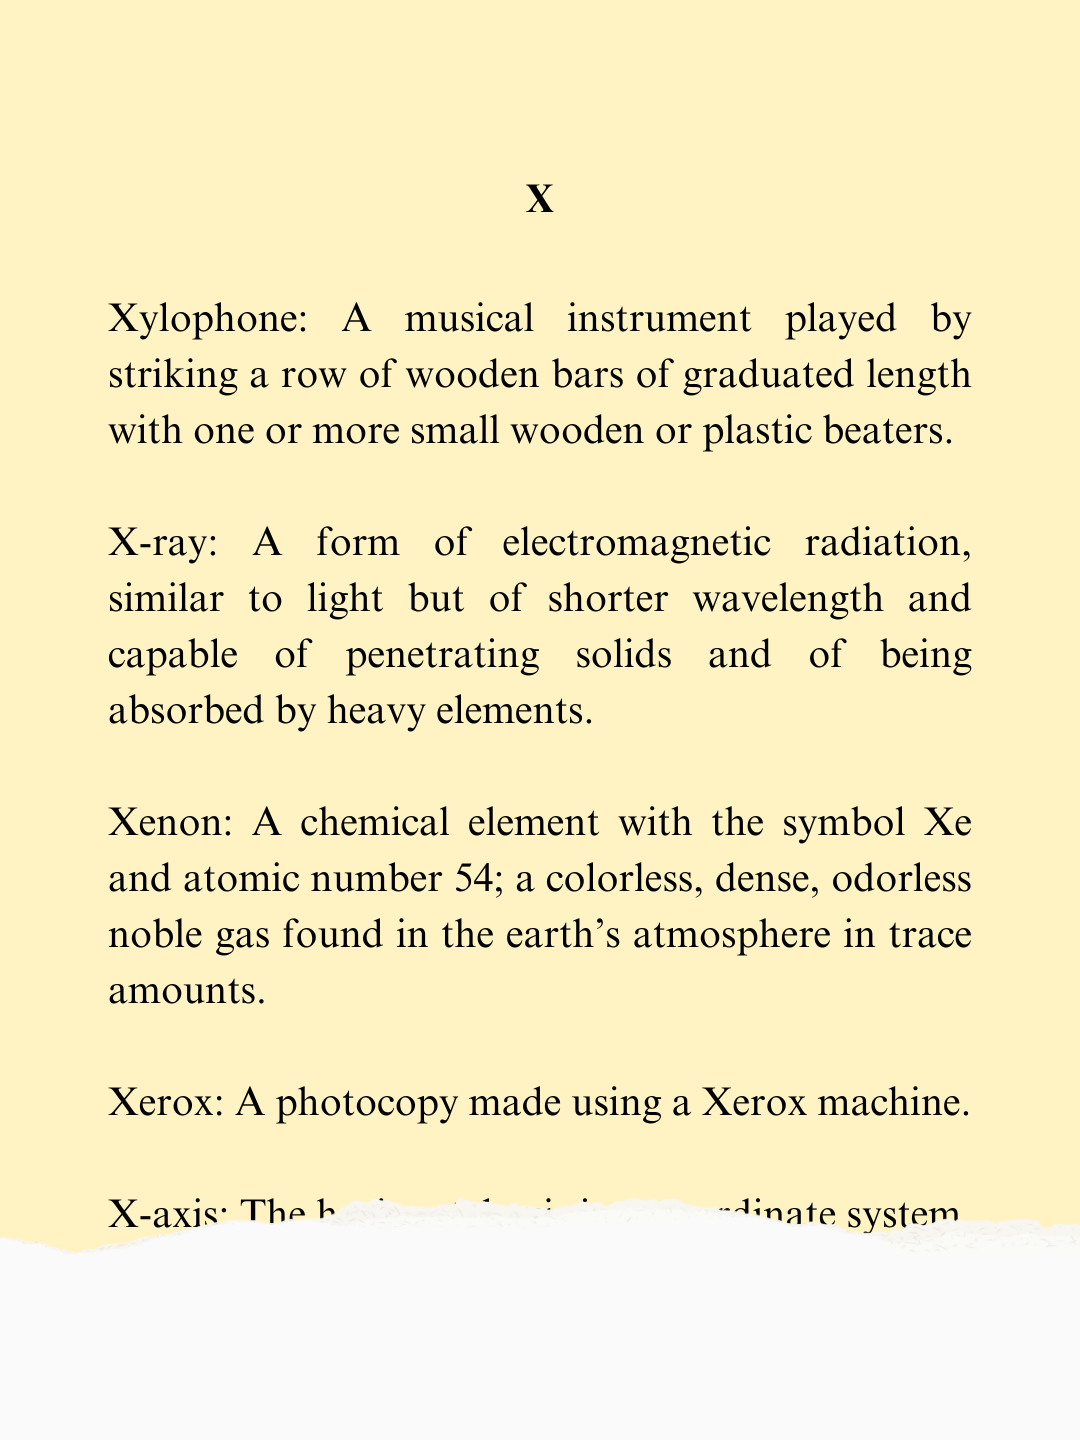 X
Xylophone: A musical instrument played by
striking a row of wooden bars of graduated length
with one or more small wooden or plastic beaters.
X-ray: A form of electromagnetic radiation,
similar to light but of shorter wavelength and
capable of penetrating solids and of being
absorbed by heavy elements.
Xenon: A chemical element with the symbol Xe
and atomic number 54; a colorless, dense, odorless
noble gas found in the earth’s atmosphere in trace
amounts.
Xerox: A photocopy made using a Xerox machine.
X-axis: The system